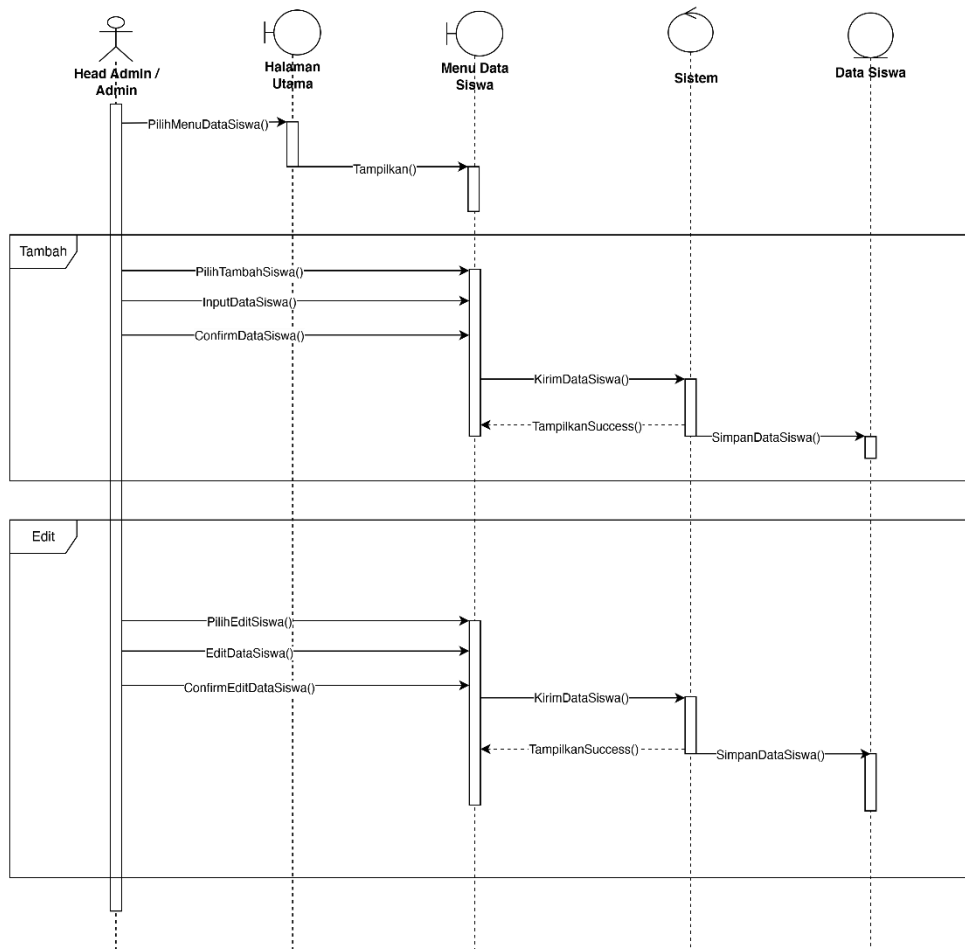 Head Admin /
Admin
Halaman
Utama
Menu Data
Siswa
Sistem
Data Siswa
PilihMenuDataSiswa()
Tampilkan()
Tambah
PilihTambahSiswa()
InputDataSiswa()
ConfirmDataSiswa()
KirimDataSiswa()
TampilkanSuccess()
SimpanDataSiswa()
Edit
PilihEditSiswa()
EditDataSiswa()
ConfirmEditDataSiswa()
KirimDataSiswa()
TampilkanSuccess()
SimpanDataSiswa()